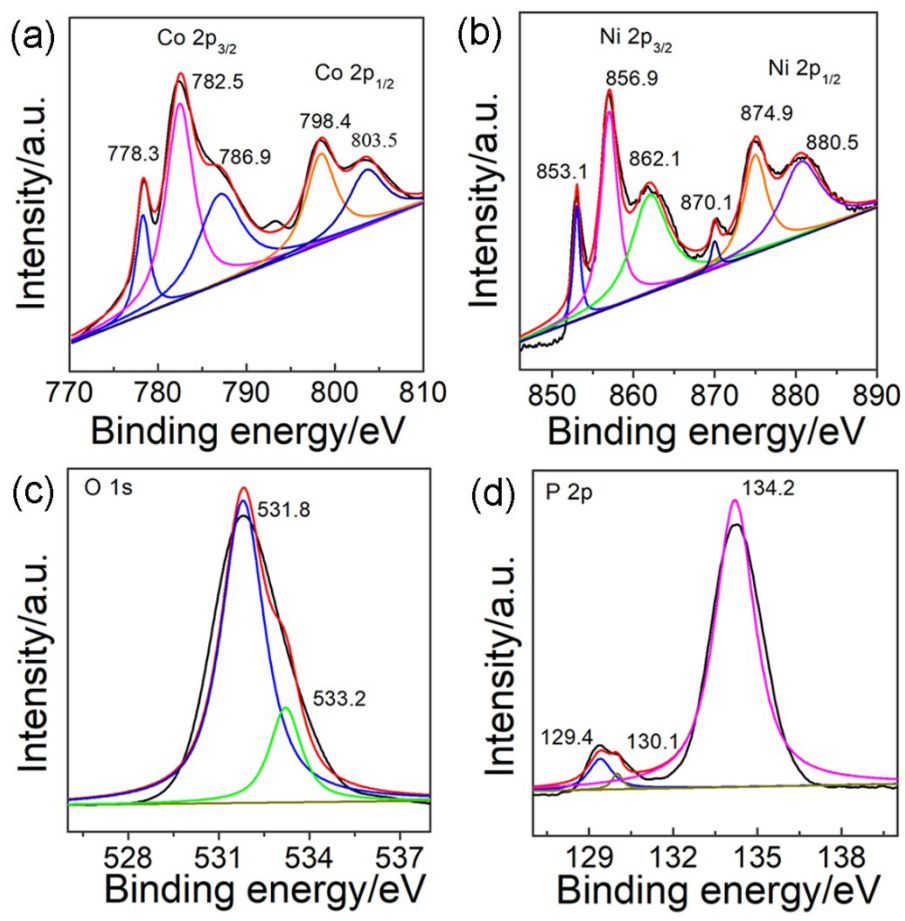 (a)
Co 2p3/2
782.5
Co 2p1/2
798.4
803.5
778.3
786.9
Intensity/a.u.
770 780 790 800 810
Binding energy/eV
(b)
Ni 2p3/2
856.9
Ni 2p1/2
874.9
880.5
853.1
862.1
870.1
Intensity/a.u.
850 860 870 880 890
Binding energy/eV
(c)
O 1s
531.8
533.2
Intensity/a.u.
528 531 534 537
Binding energy/eV
(d)
P 2p
134.2
129.4
130.1
Intensity/a.u.
129 132 135 138
Binding energy/eV